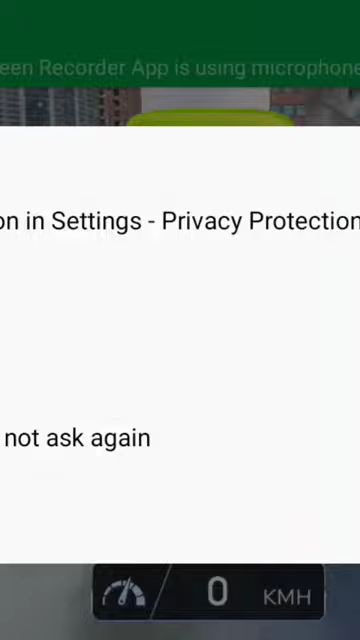 een Recorder App is using microphone
on in Settings - Privacy Protection
not ask again
0 KMH